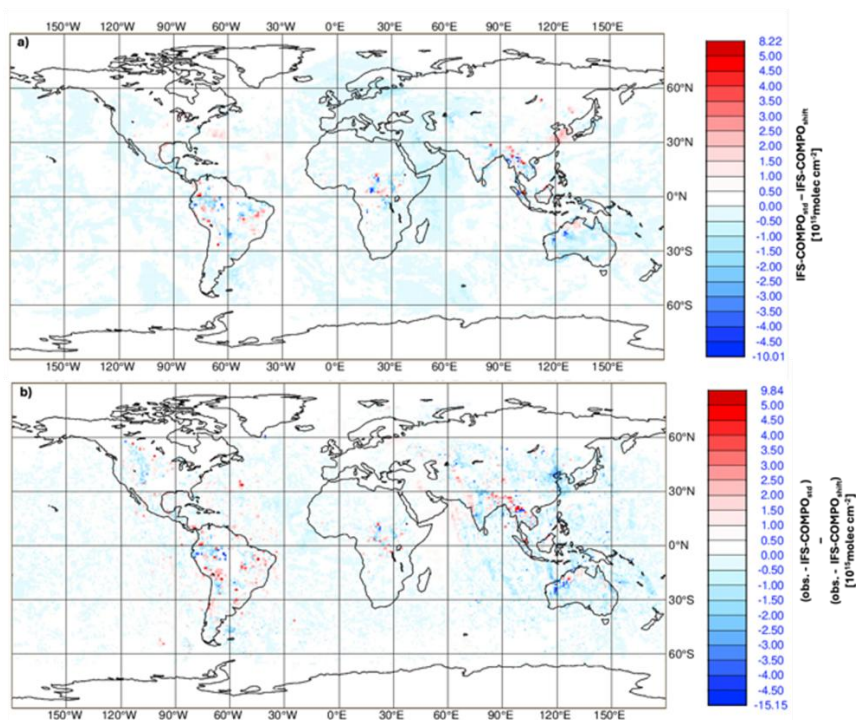 150°W 120°W 90°W 60°W 30°W 0°E 30°E 60°E 90°E 120°E 150°E
a)
60°N
30°N
0°N
30°S
60°S
150°W 120°W 90°W 60°W 30°W 0°E 30°E 60°E 90°E 120°E 150°E
8.22
5.00
4.50
4.00
3.50
3.00
2.50
2.00
1.50
1.00
0.50
0.00
-0.50
-1.00
-1.50
-2.00
-2.50
-3.00
-3.50
-4.00
-4.50
-10.01
IFS-COMPOstd – IFS-COMPOshift
[10¹⁵molec cm⁻²]
b)
60°N
30°N
0°N
30°S
60°S
150°W 120°W 90°W 60°W 30°W 0°E 30°E 60°E 90°E 120°E 150°E
9.84
5.00
4.50
4.00
3.50
3.00
2.50
2.00
1.50
1.00
0.50
0.00
-0.50
-1.00
-1.50
-2.00
-2.50
-3.00
-3.50
-4.00
-4.50
-15.15
(obs. - IFS-COMPOstd )
–
(obs. - IFS-COMPOshift)
[10¹⁵molec cm⁻²]